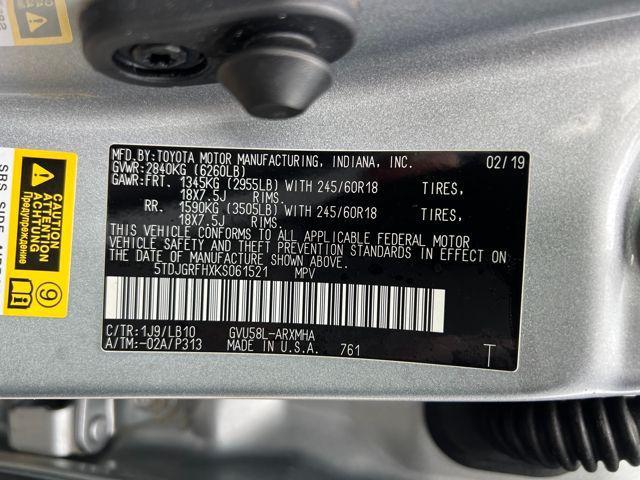 MFD.BY:TOYOTA MOTOR MANUFACTURING, INDIANA, INC. 02/19
GVWR:2840KG (6260LB)
GAWR:FRT. 1345KG (2955LB) WITH 245/60R18 TIRES,
18X7.5J RIMS.
RR. 1590KG (3505LB) WITH 245/60R18 TIRES,
18X7.5J RIMS.
THIS VEHICLE CONFORMS TO ALL APPLICABLE FEDERAL MOTOR
VEHICLE SAFETY AND THEFT PREVENTION STANDARDS IN EFFECT ON
THE DATE OF MANUFACTURE SHOWN ABOVE.
5TDJGRFHXKS061521 MPV
C/TR:1J9/LB10 GVU58L-ARXMHA
A/TM:-02A/P313 MADE IN U.S.A. 761 T
CAUTION
ATTENTION
ACHTUNG
Предупреждение
9
SRS SIDE